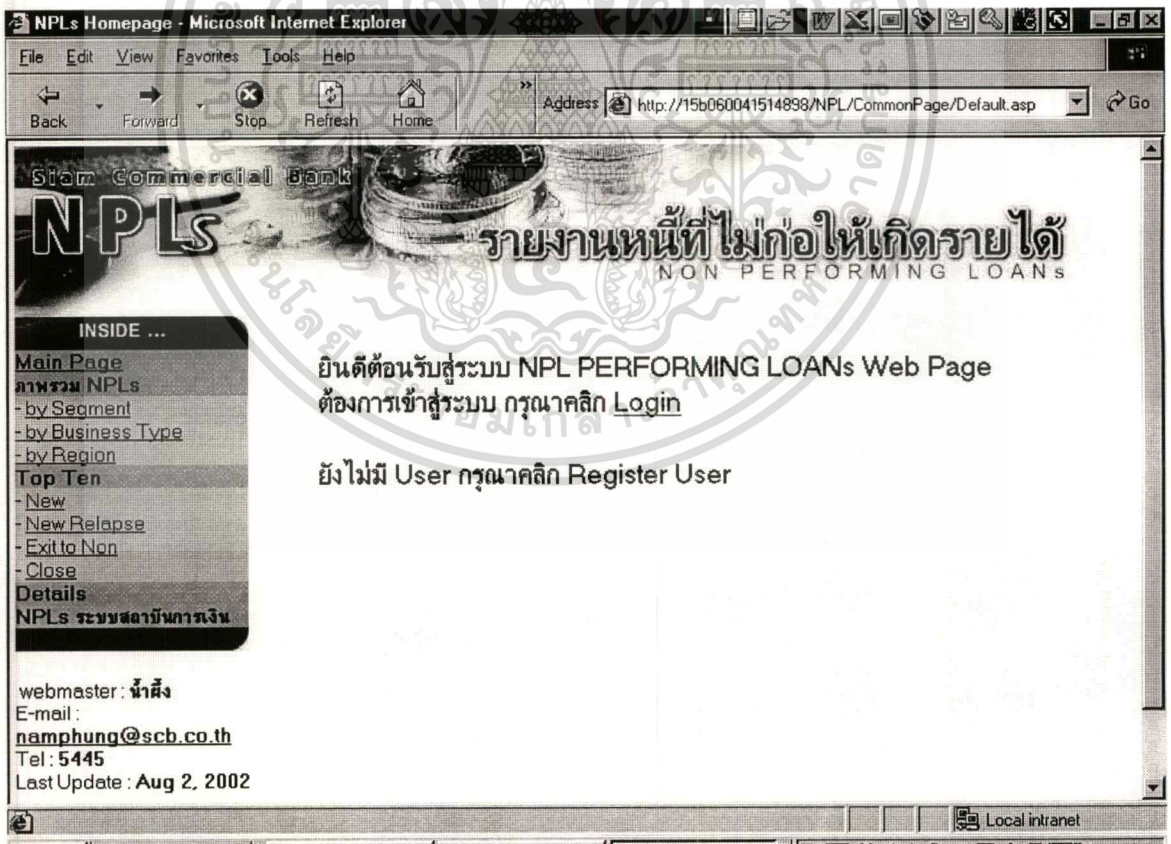 NPLs Homepage - Microsoft Internet Explorer
File Edit View Favorites Tools Help
Back Forward Stop Refresh Home » Address http://15b060041514898/NPL/CommonPage/Default.asp Go
Siam Commercial Bank
NPLs
รายงานหนี้ที่ไม่ก่อให้เกิดรายได้
NON PERFORMING LOANs
INSIDE ...
Main Page
ภาพรวม NPLs
- by Segment
- by Business Type
- by Region
Top Ten
- New
- New Relapse
- Exit to Non
- Close
Details
NPLs ระบบสถาบันการเงิน
ยินดีต้อนรับสู่ระบบ NPL PERFORMING LOANs Web Page
ต้องการเข้าสู่ระบบ กรุณาคลิก Login
ยังไม่มี User กรุณาคลิก Register User
webmaster : น้ำผึ้ง
E-mail :
namphung@scb.co.th
Tel : 5445
Last Update : Aug 2, 2002
Local intranet